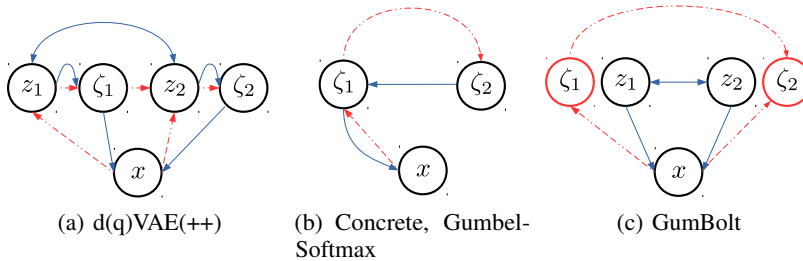 z₁ ζ₁ z₂ ζ₂
x
(a) d(q)VAE(++)
ζ₁ ζ₂
x
(b) Concrete, Gumbel-
Softmax
ζ₁ z₁ z₂ ζ₂
x
(c) GumBolt